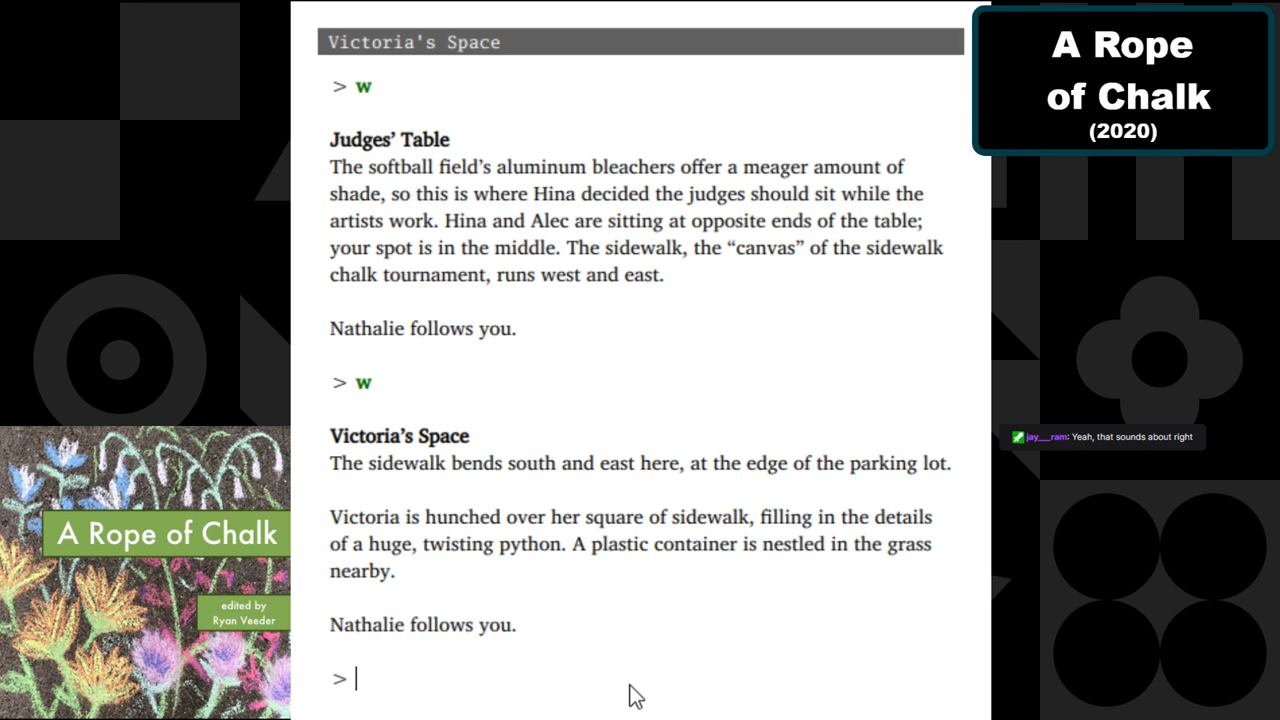 Victoria's Space
> w
Judges’ Table
The softball field’s aluminum bleachers offer a meager amount of
shade, so this is where Hina decided the judges should sit while the
artists work. Hina and Alec are sitting at opposite ends of the table;
your spot is in the middle. The sidewalk, the “canvas” of the sidewalk
chalk tournament, runs west and east.
Nathalie follows you.
> w
Victoria’s Space
The sidewalk bends south and east here, at the edge of the parking lot.
Victoria is hunched over her square of sidewalk, filling in the details
of a huge, twisting python. A plastic container is nestled in the grass
nearby.
Nathalie follows you.
>
A Rope
of Chalk
(2020)
jay___ram: Yeah, that sounds about right
A Rope of Chalk
edited by
Ryan Veeder